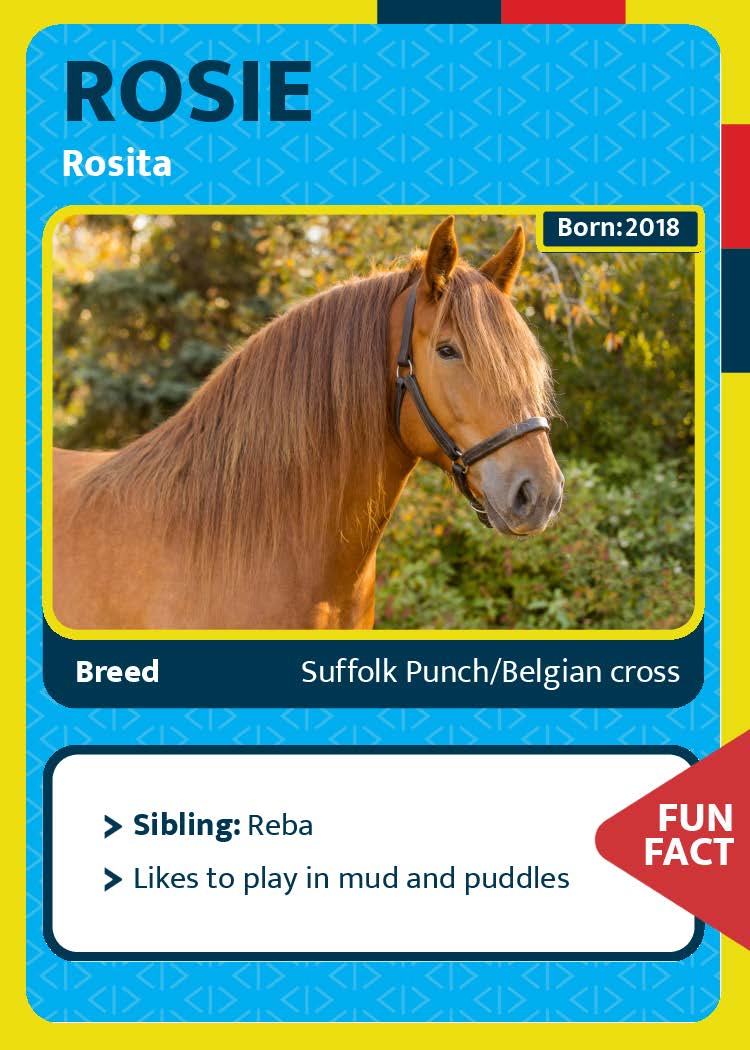 ROSIE
Rosita
Born:2018
Breed Suffolk Punch/Belgian cross
> Sibling: Reba
> Likes to play in mud and puddles
FUN
FACT